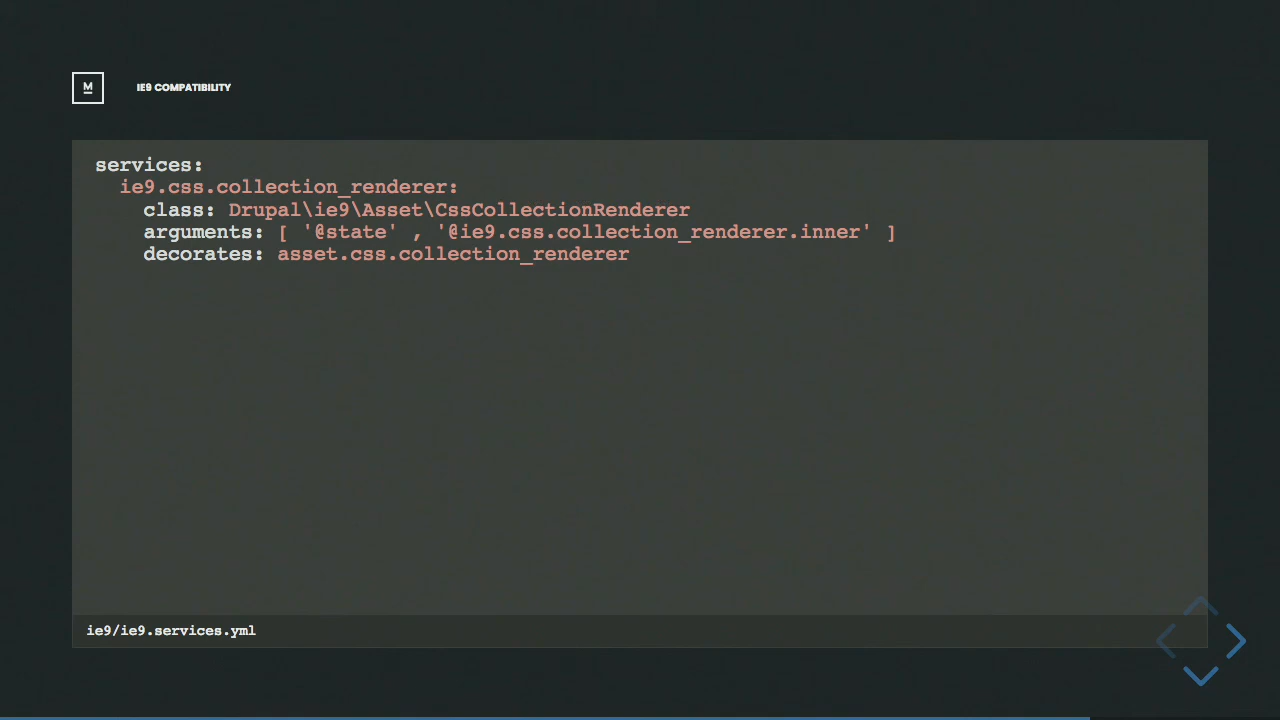 M
IE9 COMPATIBILITY
services:
  ie9.css.collection_renderer:
    class: Drupal\ie9\Asset\CssCollectionRenderer
    arguments: [ '@state' , '@ie9.css.collection_renderer.inner' ]
    decorates: asset.css.collection_renderer
ie9/ie9.services.yml